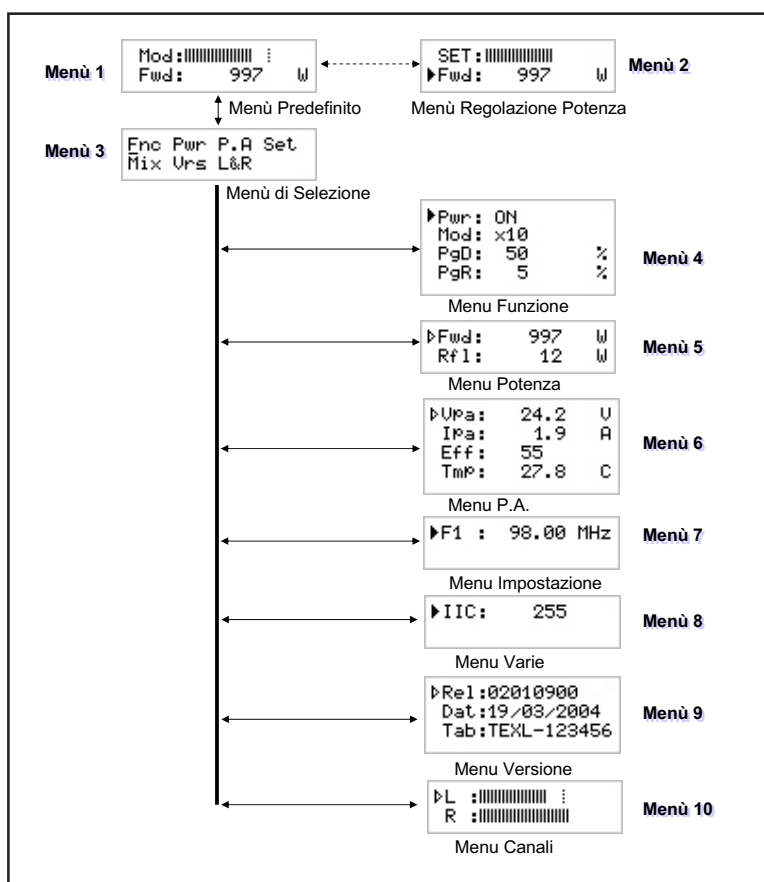 Menù 1
Mod:
Fwd: 997 W
SET:
Fwd: 997 W
Menù 2
Menù Predefinito
Menù Regolazione Potenza
Menù 3
Fnc Pwr P.A Set
Mix Vrs L&R
Menù di Selezione
Pwr: ON
Mod: x10
PgD: 50 %
PgR: 5 %
Menù 4
Menu Funzione
Fwd: 997 W
Rfl: 12 W
Menù 5
Menu Potenza
VPa: 24.2 V
IPa: 1.9 A
Eff: 55
TmP: 27.8 C
Menù 6
Menu P.A.
F1 : 98.00 MHz
Menù 7
Menu Impostazione
IIC: 255
Menù 8
Menu Varie
Rel:02010900
Dat:19/03/2004
Tab:TEXL-123456
Menù 9
Menu Versione
L :
R :
Menù 10
Menu Canali